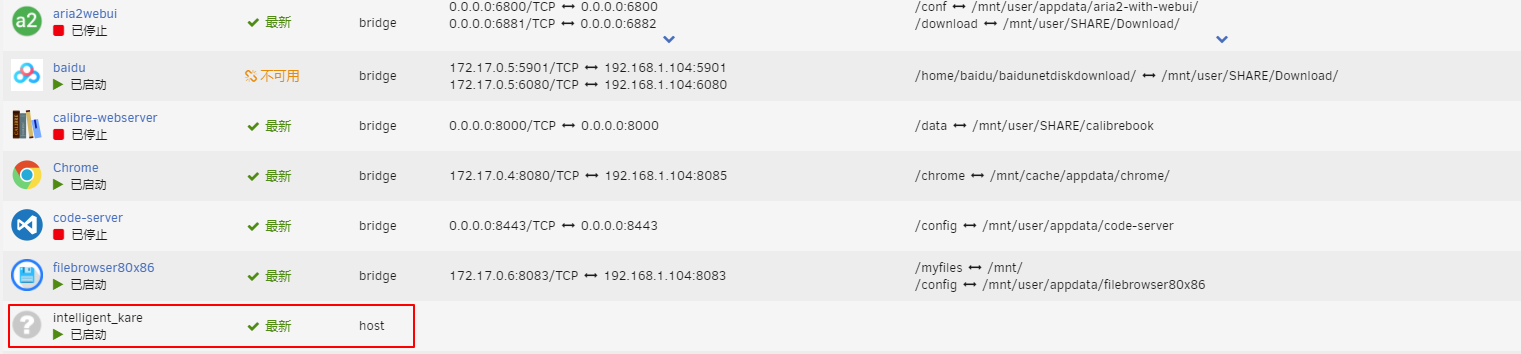 aria2webui
已停止
最新
bridge
0.0.0.0:6800/TCP ↔ 0.0.0.0:6800
0.0.0.0:6881/TCP ↔ 0.0.0.0:6882
/conf ↔ /mnt/user/appdata/aria2-with-webui/
/download ↔ /mnt/user/SHARE/Download/
baidu
已启动
不可用
bridge
172.17.0.5:5901/TCP ↔ 192.168.1.104:5901
172.17.0.5:6080/TCP ↔ 192.168.1.104:6080
/home/baidu/baidunetdiskdownload/ ↔ /mnt/user/SHARE/Download/
calibre-webserver
已停止
最新
bridge
0.0.0.0:8000/TCP ↔ 0.0.0.0:8000
/data ↔ /mnt/user/SHARE/calibrebook
Chrome
已启动
最新
bridge
172.17.0.4:8080/TCP ↔ 192.168.1.104:8085
/chrome ↔ /mnt/cache/appdata/chrome/
code-server
已停止
最新
bridge
0.0.0.0:8443/TCP ↔ 0.0.0.0:8443
/config ↔ /mnt/user/appdata/code-server
filebrowser80x86
已启动
最新
bridge
172.17.0.6:8083/TCP ↔ 192.168.1.104:8083
/myfiles ↔ /mnt/
/config ↔ /mnt/user/appdata/filebrowser80x86
intelligent_kare
已启动
最新
host